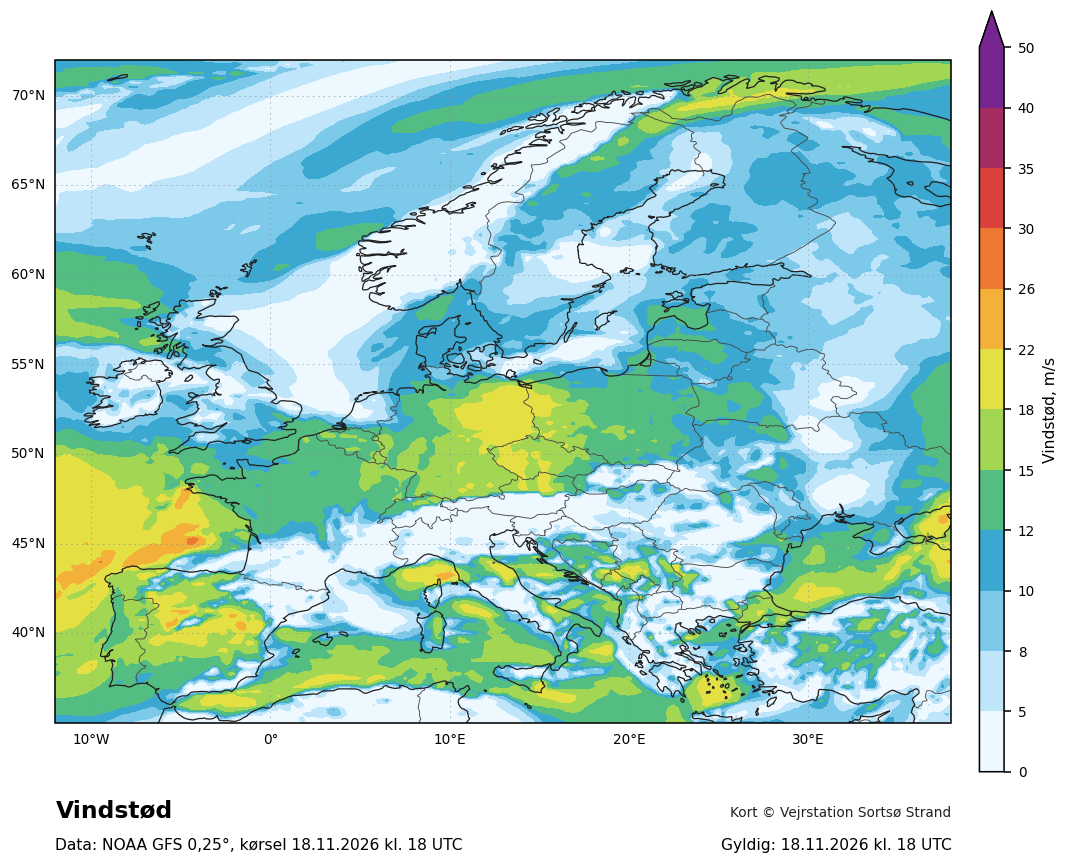 50
40
35
30
26
22
18
15
12
10
8
5
0
Vindstød, m/s
70°N
65°N
60°N
55°N
50°N
45°N
40°N
10°W
0°
10°E
20°E
30°E
Vindstød
Kort © Vejrstation Sortsø Strand
Data: NOAA GFS 0,25°, kørsel 18.11.2026 kl. 18 UTC
Gyldig: 18.11.2026 kl. 18 UTC